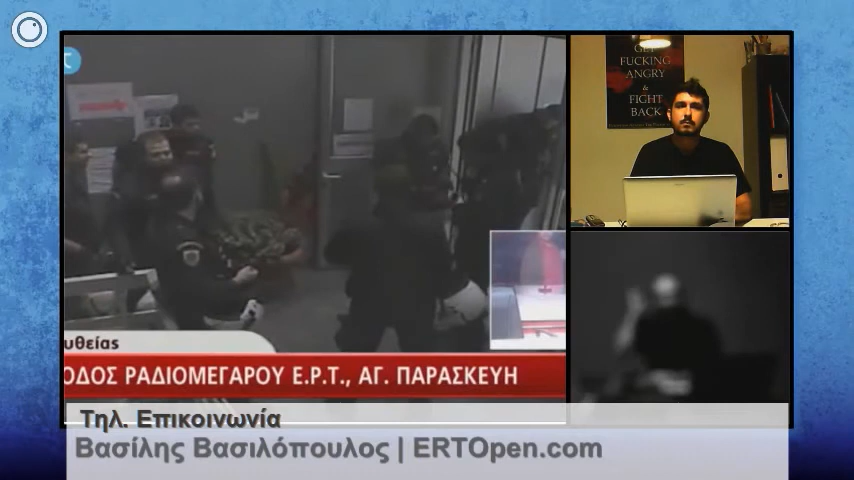 GET
FUCKING
ANGRY
&
FIGHT
BACK
υθείας
ΟΔΟΣ ΡΑΔΙΟΜΕΓΑΡΟΥ Ε.Ρ.Τ., ΑΓ. ΠΑΡΑΣΚΕΥΗ
Τηλ. Επικοινωνία
Βασίλης Βασιλόπουλος | ERTOpen.com